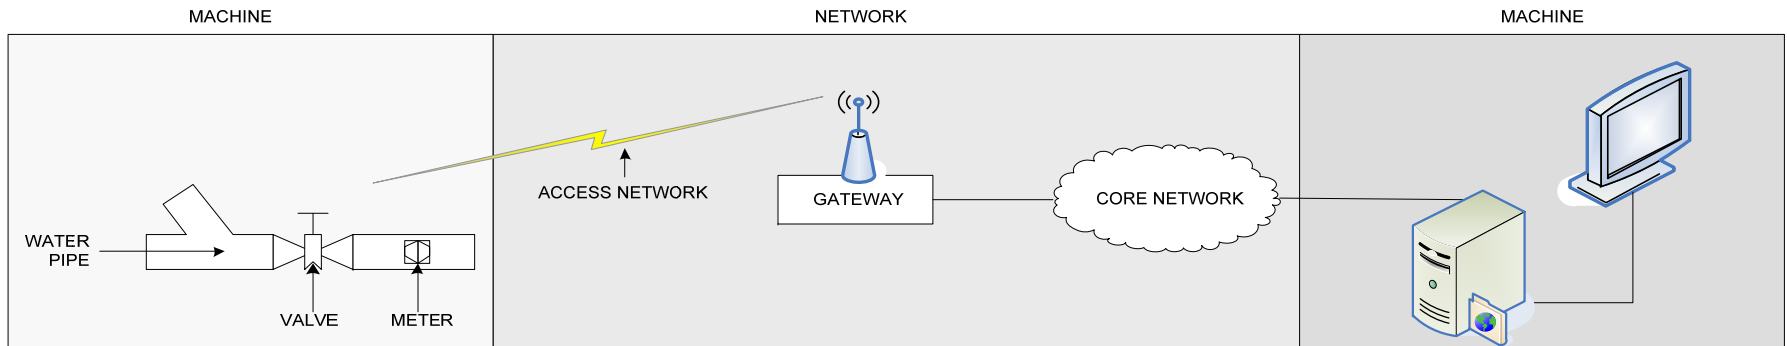 MACHINE
NETWORK
MACHINE
ACCESS NETWORK
GATEWAY
CORE NETWORK
WATER
PIPE
VALVE
METER